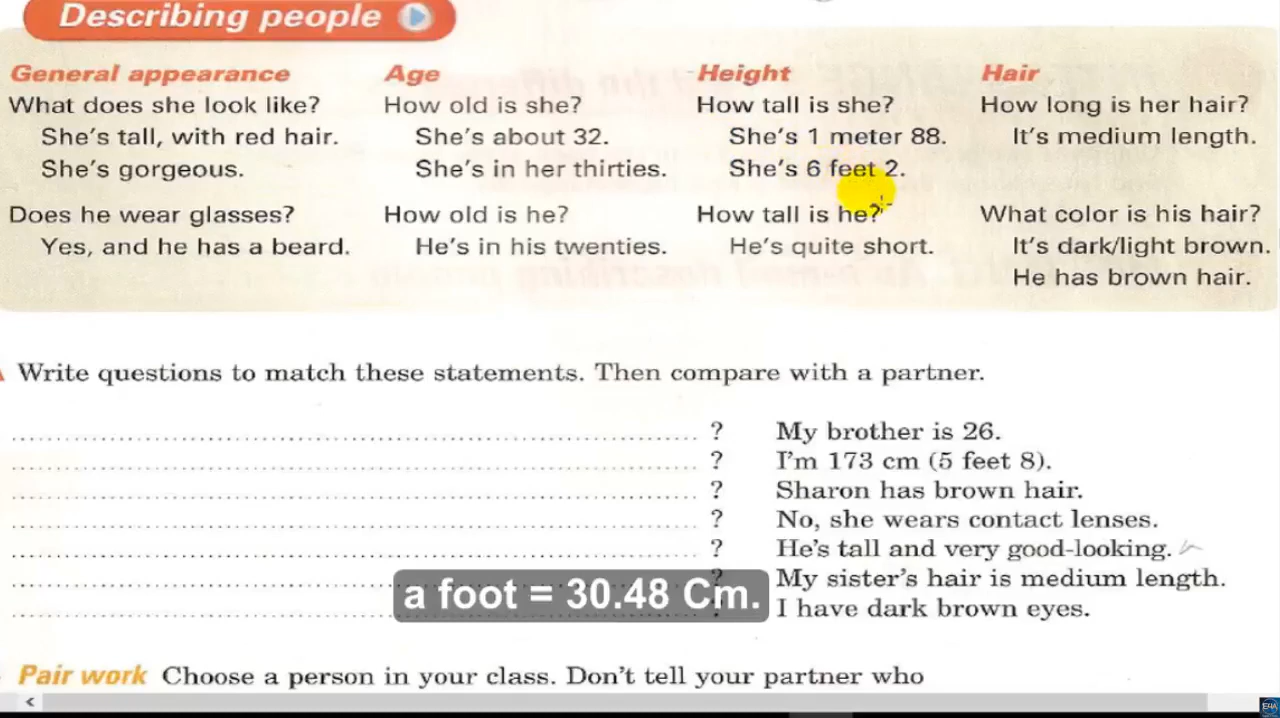 Describing people
General appearance
What does she look like?
She's tall, with red hair.
She's gorgeous.
Does he wear glasses?
Yes, and he has a beard.
Age
How old is she?
She's about 32.
She's in her thirties.
How old is he?
He's in his twenties.
Height
How tall is she?
She's 1 meter 88.
She's 6 feet 2.
How tall is he?
He's quite short.
Hair
How long is her hair?
It's medium length.
What color is his hair?
It's dark/light brown.
He has brown hair.
Write questions to match these statements. Then compare with a partner.
? My brother is 26.
? I'm 173 cm (5 feet 8).
? Sharon has brown hair.
? No, she wears contact lenses.
? He's tall and very good-looking.
? My sister's hair is medium length.
? I have dark brown eyes.
a foot = 30.48 Cm.
Pair work Choose a person in your class. Don't tell your partner who